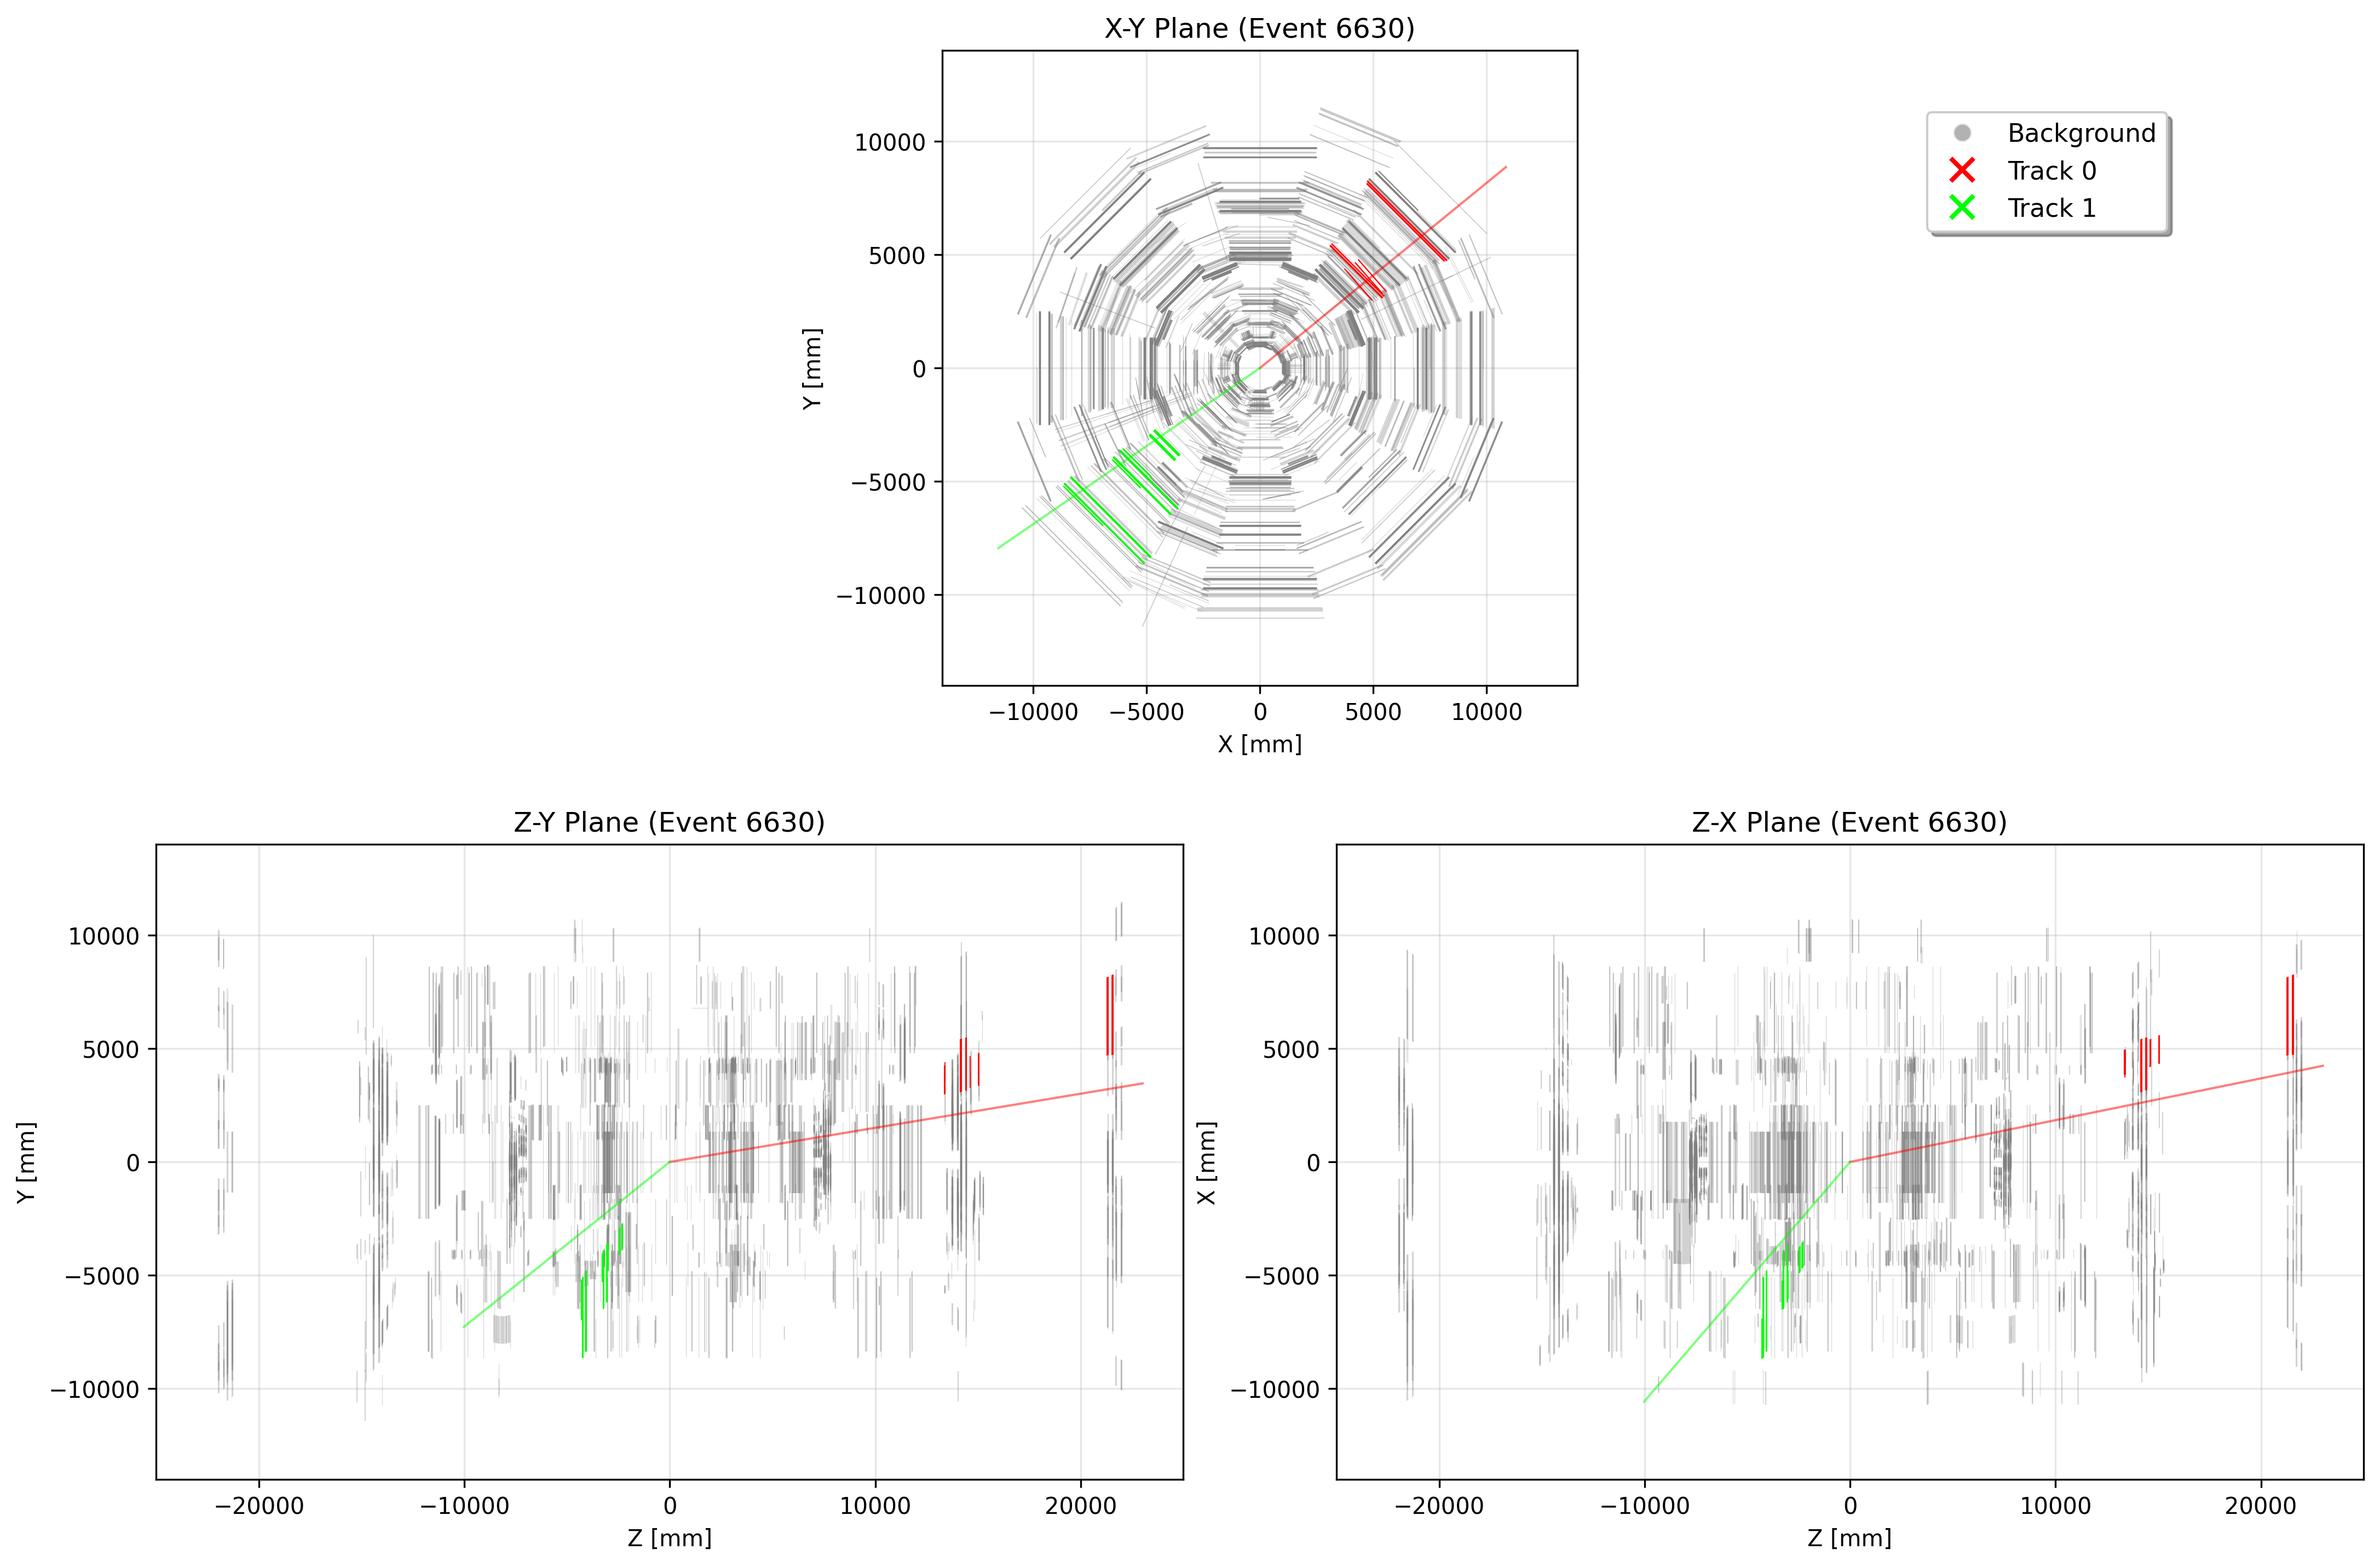 X-Y Plane (Event 6630)
Background
Track 0
Track 1
10000
5000
0
−5000
−10000
Y [mm]
−10000 −5000 0 5000 10000
X [mm]
Z-Y Plane (Event 6630)
10000
5000
0
−5000
−10000
Y [mm]
−20000 −10000 0 10000 20000
Z [mm]
Z-X Plane (Event 6630)
10000
5000
0
−5000
−10000
X [mm]
−20000 −10000 0 10000 20000
Z [mm]